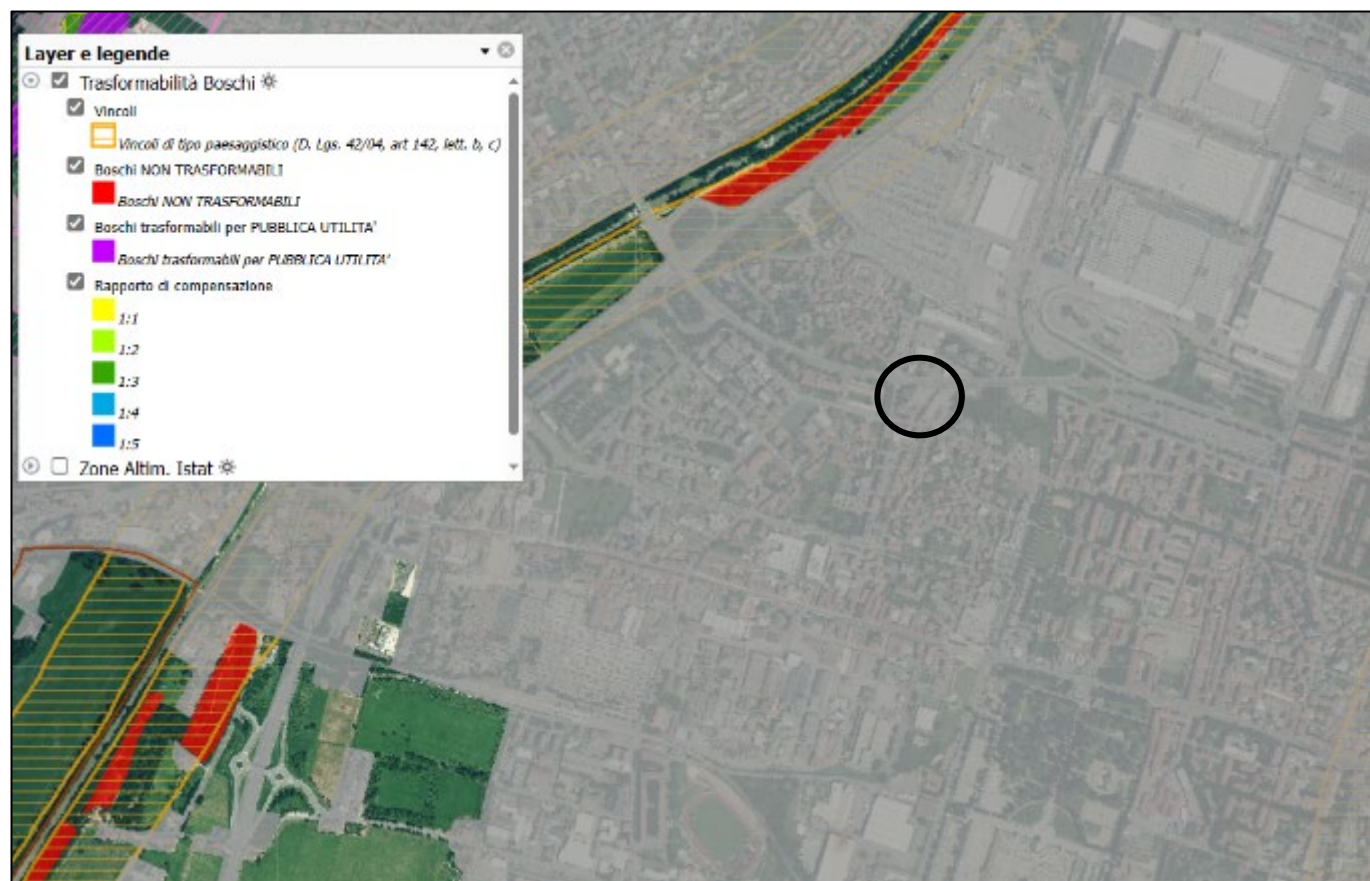 Layer e legende
Trasformabilità Boschi
Vincoli
Vincoli di tipo paesaggistico (D. Lgs. 42/04, art 142, lett. b, c)
Boschi NON TRASFORMABILI
Boschi NON TRASFORMABILI
Boschi trasformabili per PUBBLICA UTILITA'
Boschi trasformabili per PUBBLICA UTILITA'
Rapporto di compensazione
1:1
1:2
1:3
1:4
1:5
Zone Altim. Istat